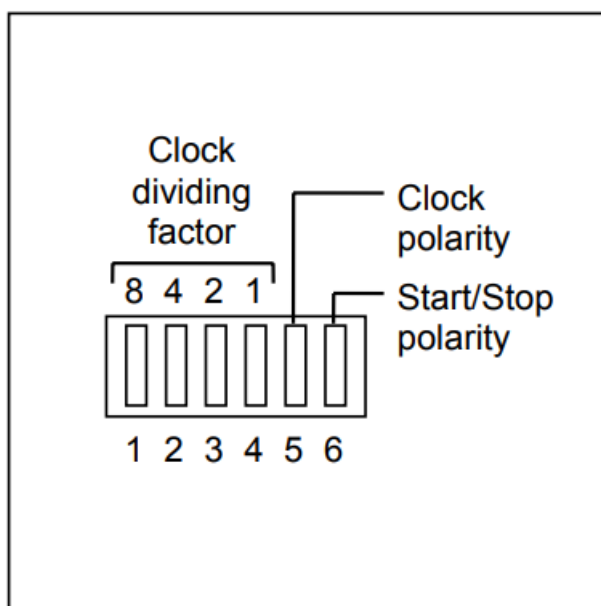 Clock
dividing
factor
8 4 2 1
Clock
polarity
Start/Stop
polarity
1 2 3 4 5 6